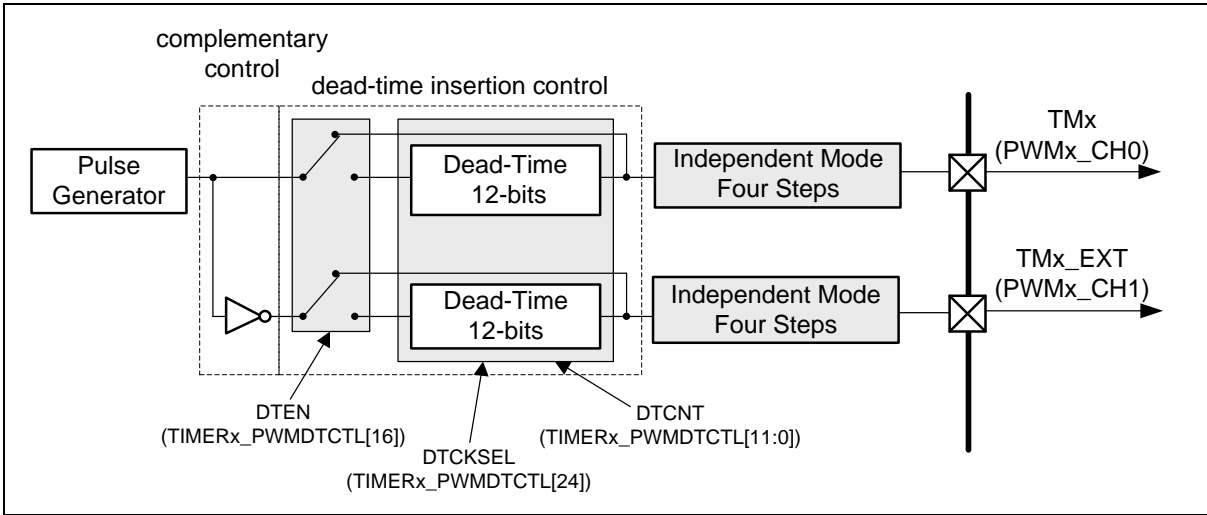 complementary
control
dead-time insertion control
Pulse
Generator
Dead-Time
12-bits
Independent Mode
Four Steps
TMx
(PWMx_CH0)
Dead-Time
12-bits
Independent Mode
Four Steps
TMx_EXT
(PWMx_CH1)
DTEN
(TIMERx_PWMDTCTL[16])
DTCNT
(TIMERx_PWMDTCTL[11:0])
DTCKSEL
(TIMERx_PWMDTCTL[24])